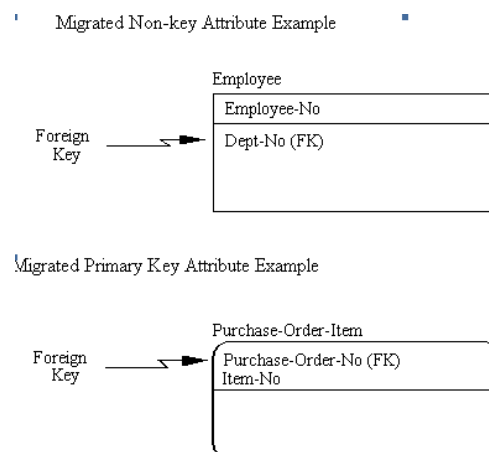 Migrated Non-key Attribute Example
Employee
Employee-No
Foreign
Key
Dept-No (FK)
Migrated Primary Key Attribute Example
Purchase-Order-Item
Foreign
Key
Purchase-Order-No (FK)
Item-No